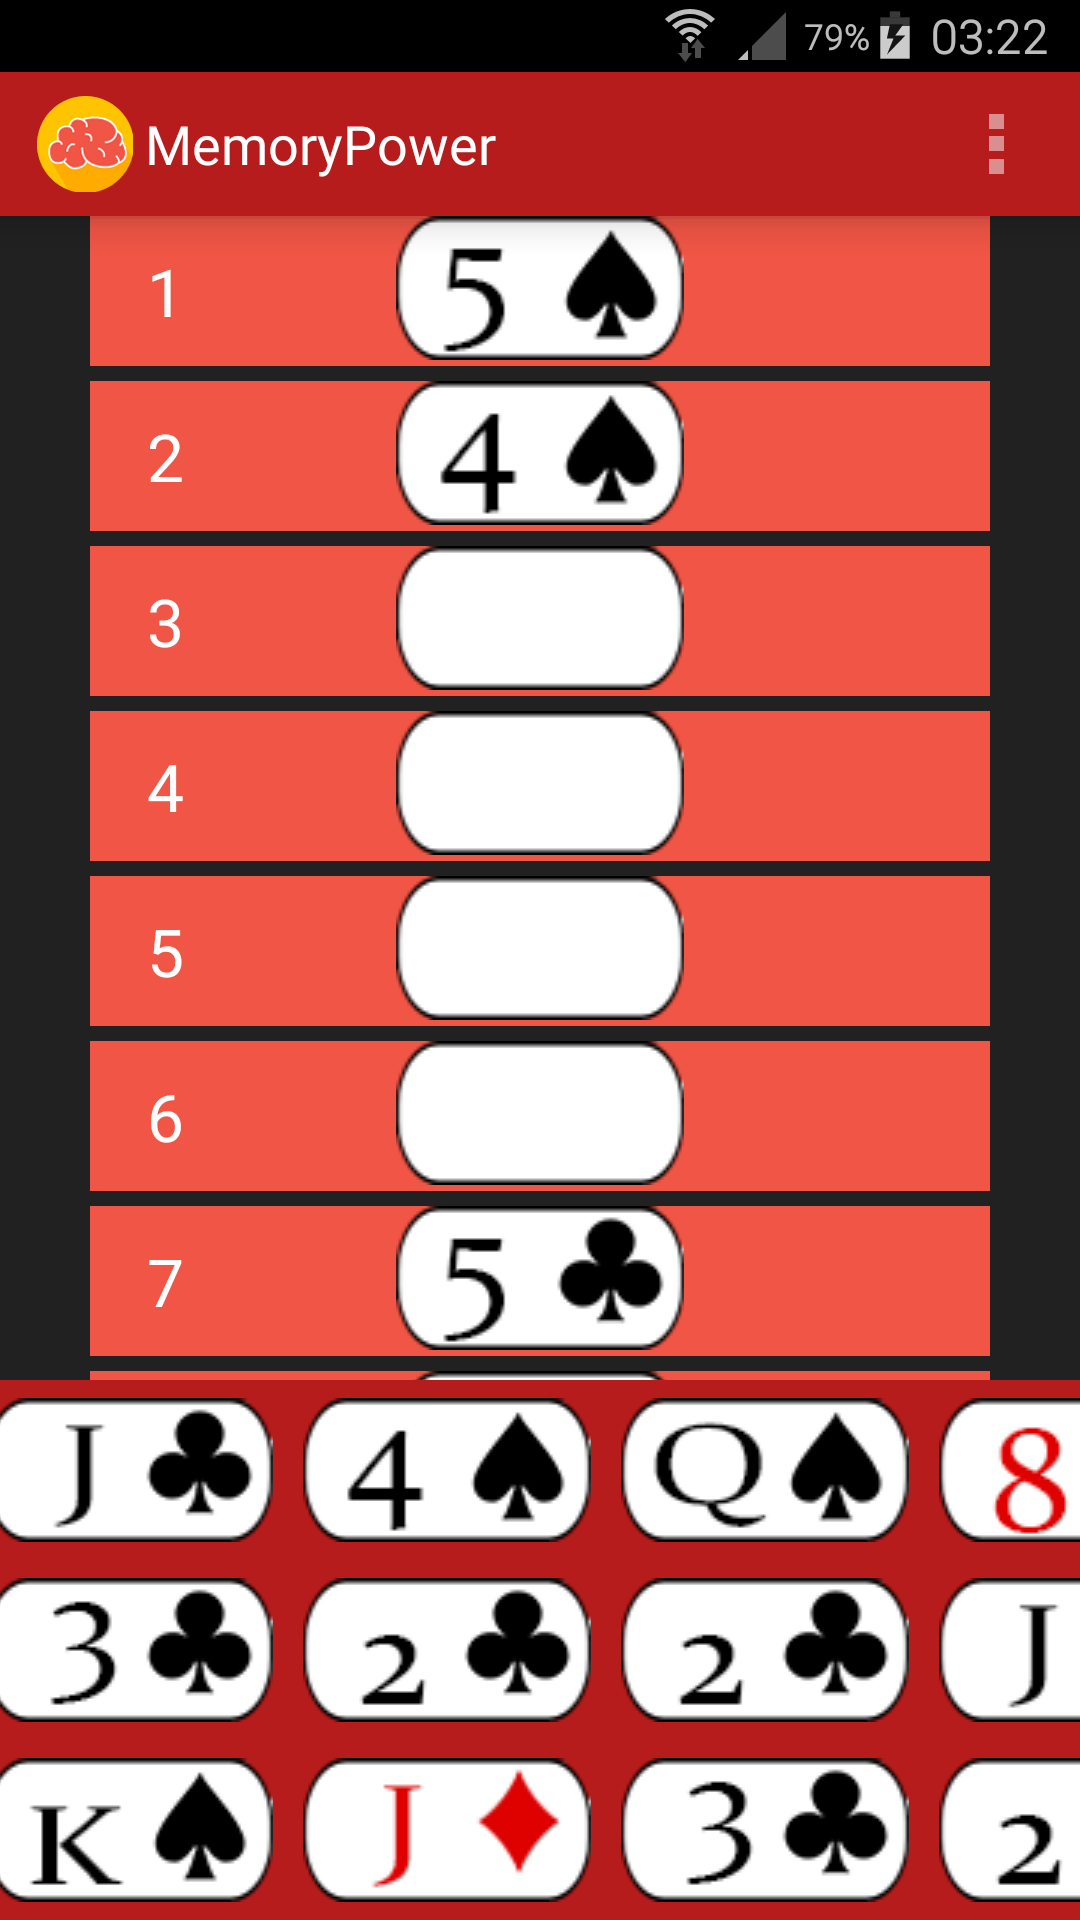 79% 03:22
MemoryPower
1 5 ♠
2 4 ♠
3
4
5
6
7 5 ♣
J ♣ 4 ♠ Q ♠ 8
3 ♣ 2 ♣ 2 ♣ J
K ♠ J ♦ 3 ♣ 2